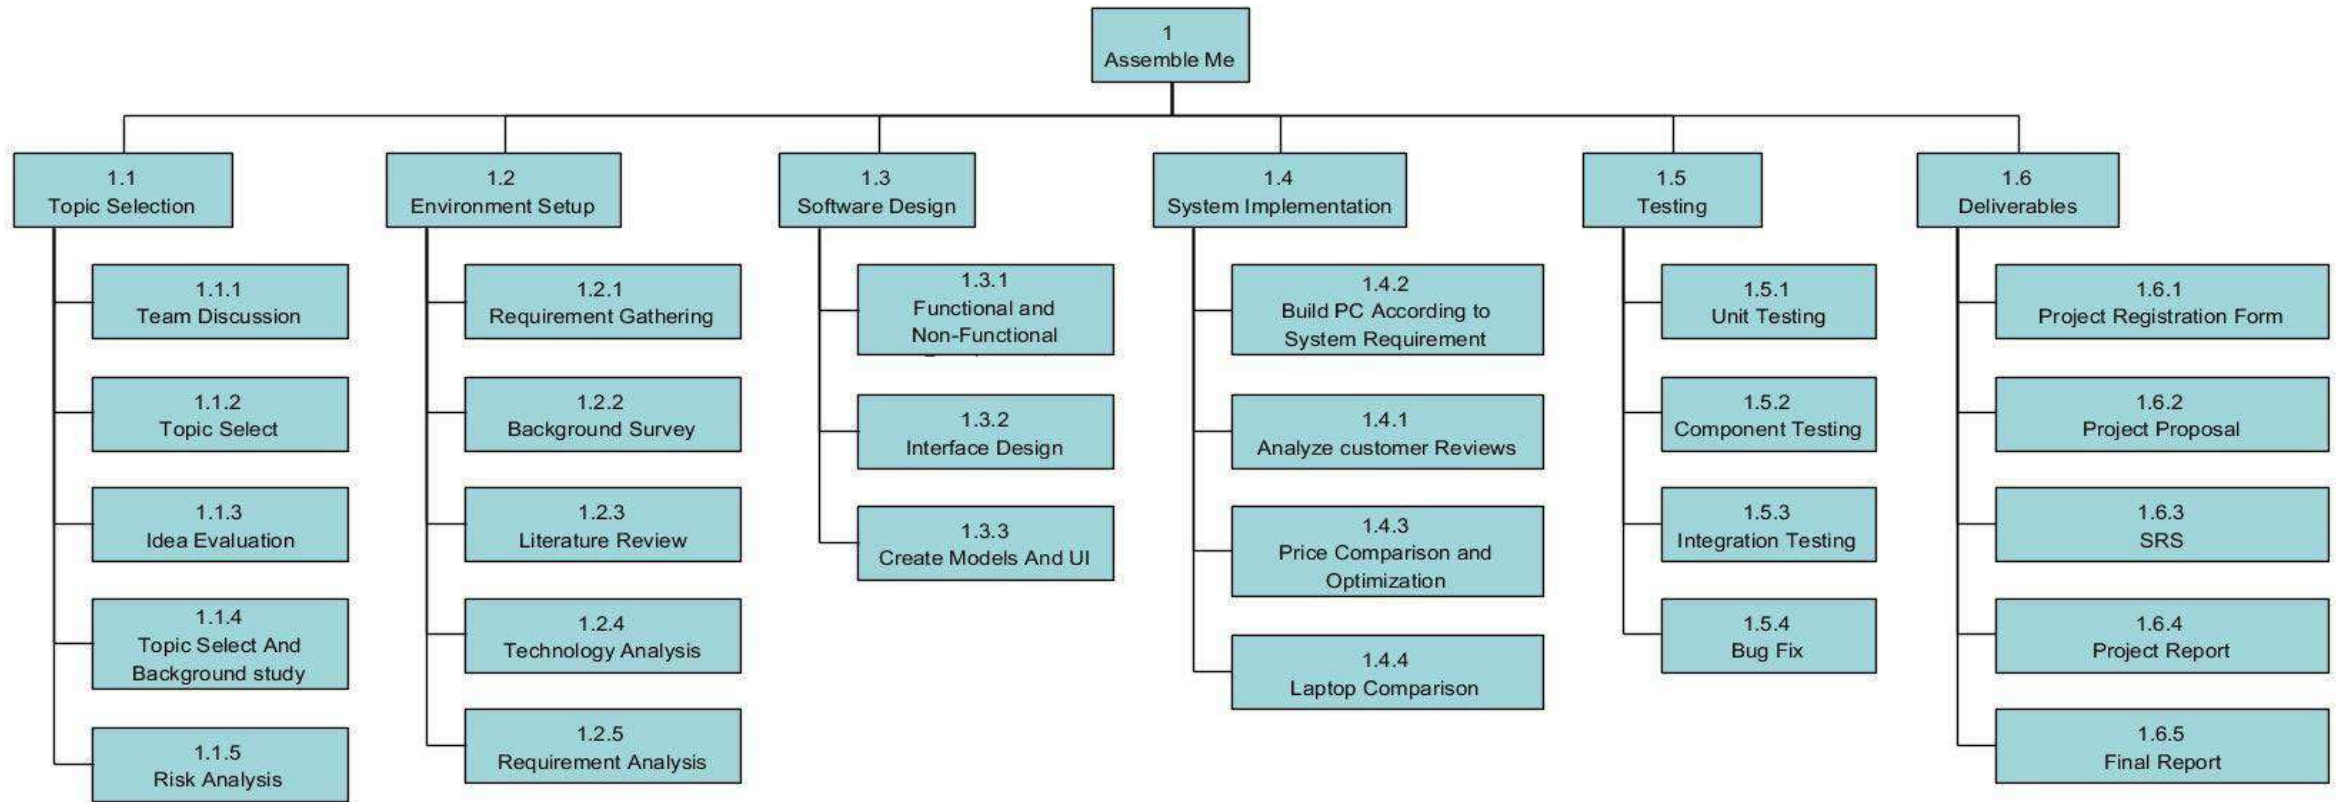 1
Assemble Me
1.1
Topic Selection
1.1.1
Team Discussion
1.1.2
Topic Select
1.1.3
Idea Evaluation
1.1.4
Topic Select And
Background study
1.1.5
Risk Analysis
1.2
Environment Setup
1.2.1
Requirement Gathering
1.2.2
Background Survey
1.2.3
Literature Review
1.2.4
Technology Analysis
1.2.5
Requirement Analysis
1.3
Software Design
1.3.1
Functional and
Non-Functional
1.3.2
Interface Design
1.3.3
Create Models And UI
1.4
System Implementation
1.4.2
Build PC According to
System Requirement
1.4.1
Analyze customer Reviews
1.4.3
Price Comparison and
Optimization
1.4.4
Laptop Comparison
1.5
Testing
1.5.1
Unit Testing
1.5.2
Component Testing
1.5.3
Integration Testing
1.5.4
Bug Fix
1.6
Deliverables
1.6.1
Project Registration Form
1.6.2
Project Proposal
1.6.3
SRS
1.6.4
Project Report
1.6.5
Final Report